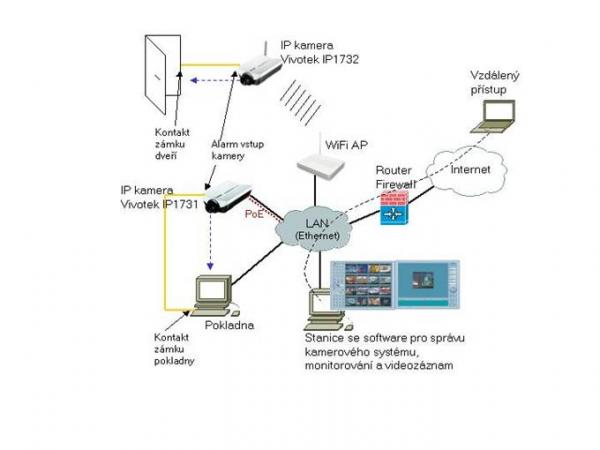 IP kamera
Vivotek IP1732
Vzdálený
přístup
Kontakt
zámku
dveří
Alarm vstup
kamery
WiFi AP
Router
Firewall
Internet
IP kamera
Vivotek IP1731
PoE
LAN
(Ethernet)
Pokladna
Kontakt
zámku
pokladny
Stanice se software pro správu
kamerového systému,
monitorování a videozáznam